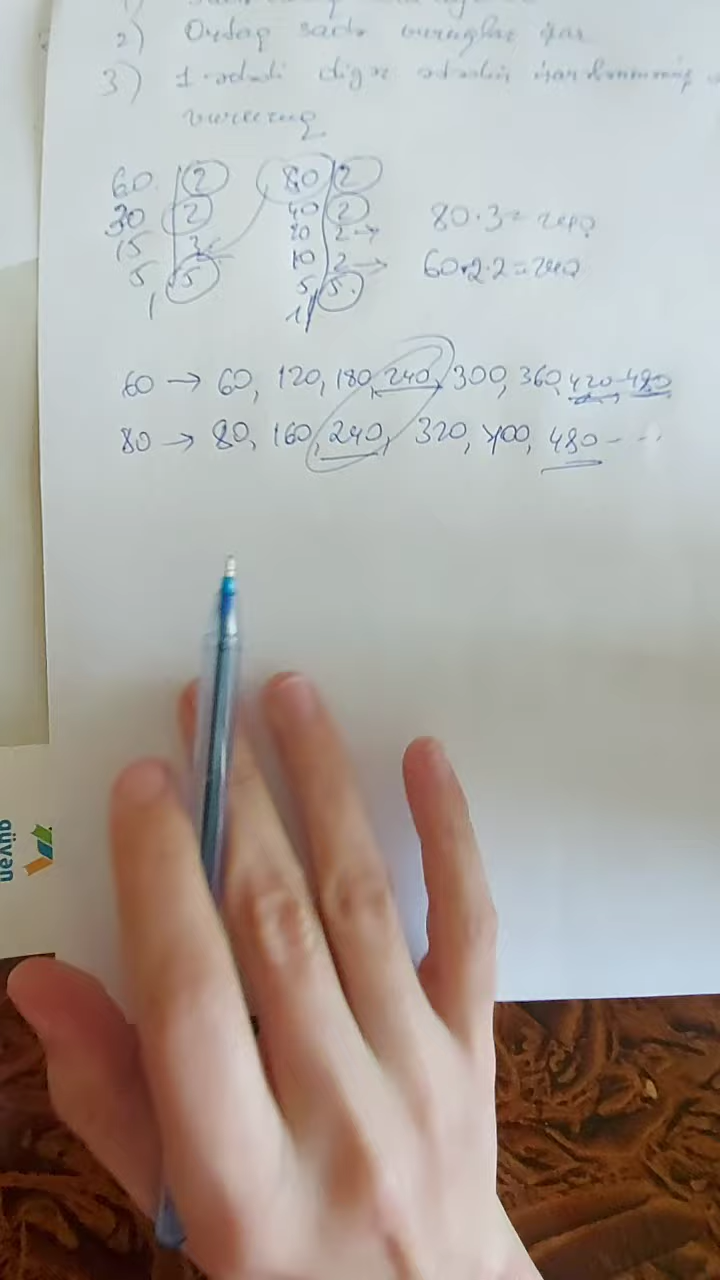 2) Ortaq sadə vuruqlar
3) 1 ədədi digər ədədin
vururuq
60 2 80 2
30 2 40 2 80·3=240
15 3 20 2→
5 5 10 2→ 60·2·2=240
1 5 5
1
60 → 60, 120, 180, 240, 300, 360, 420 480
80 → 80, 160, 240, 320, 400, 480 - - ...
güvən